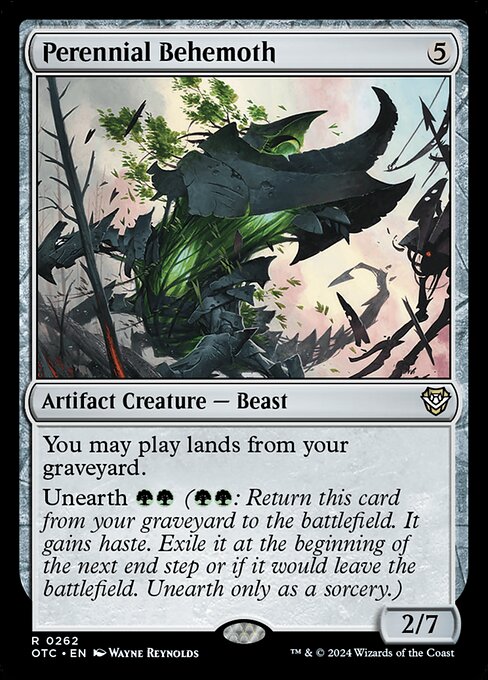 Perennial Behemoth 5
Artifact Creature — Beast
You may play lands from your
graveyard.
Unearth (: Return this card
from your graveyard to the battlefield. It
gains haste. Exile it at the beginning of
the next end step or if it would leave the
battlefield. Unearth only as a sorcery.)
2/7
R 0262
OTC • EN Wayne Reynolds
™ & © 2024 Wizards of the Coast